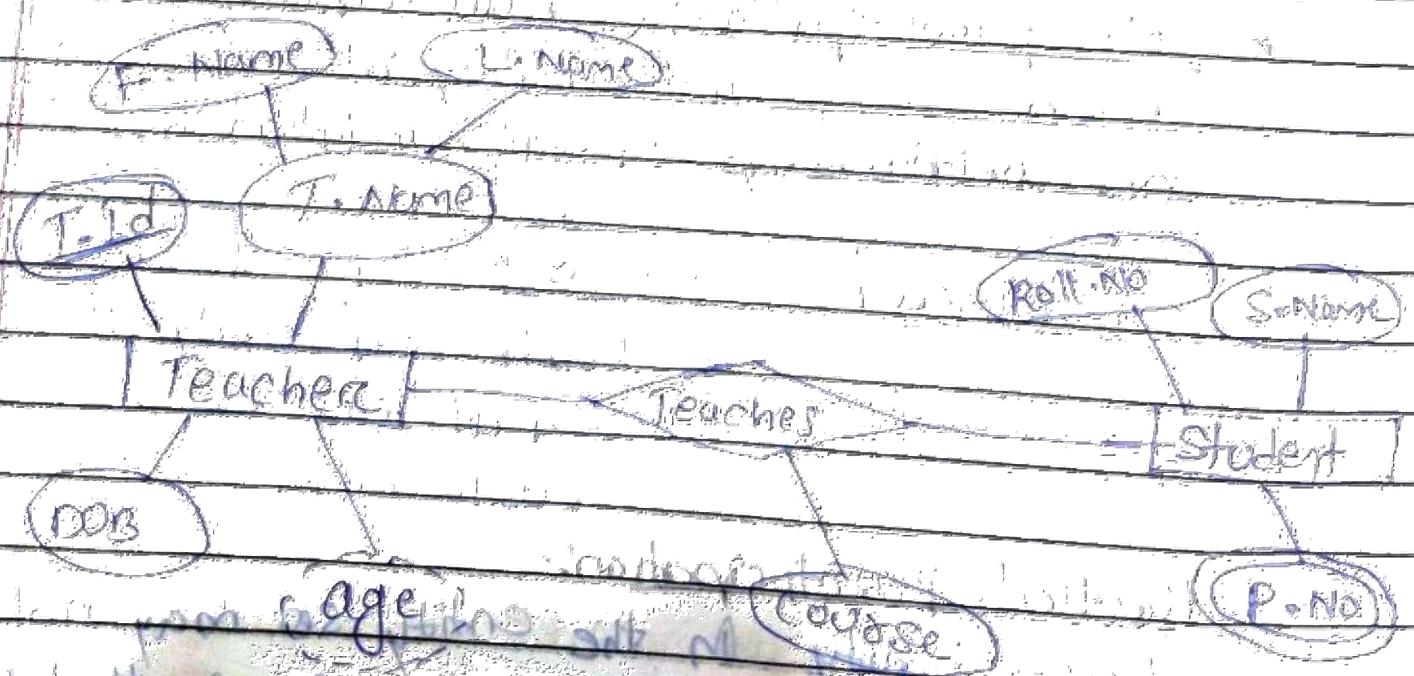 F. Name
L. Name
T. Id
T. Name
Roll.No
S.Name
Teacher
Teaches
Student
DOB
age
Course
P.No